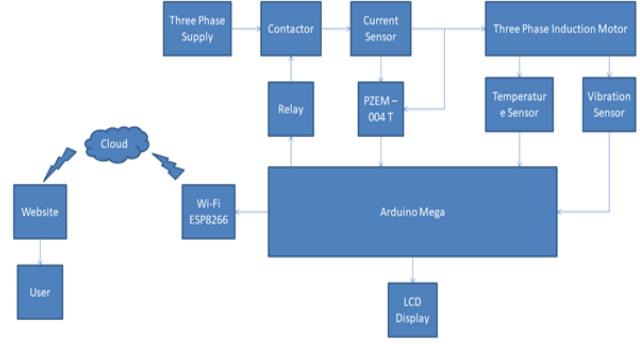 Three Phase
Supply
Contactor
Current
Sensor
Three Phase Induction Motor
Relay
PZEM –
004 T
Temperatur
e Sensor
Vibration
Sensor
Cloud
Website
Wi-Fi
ESP8266
Arduino Mega
User
LCD
Display